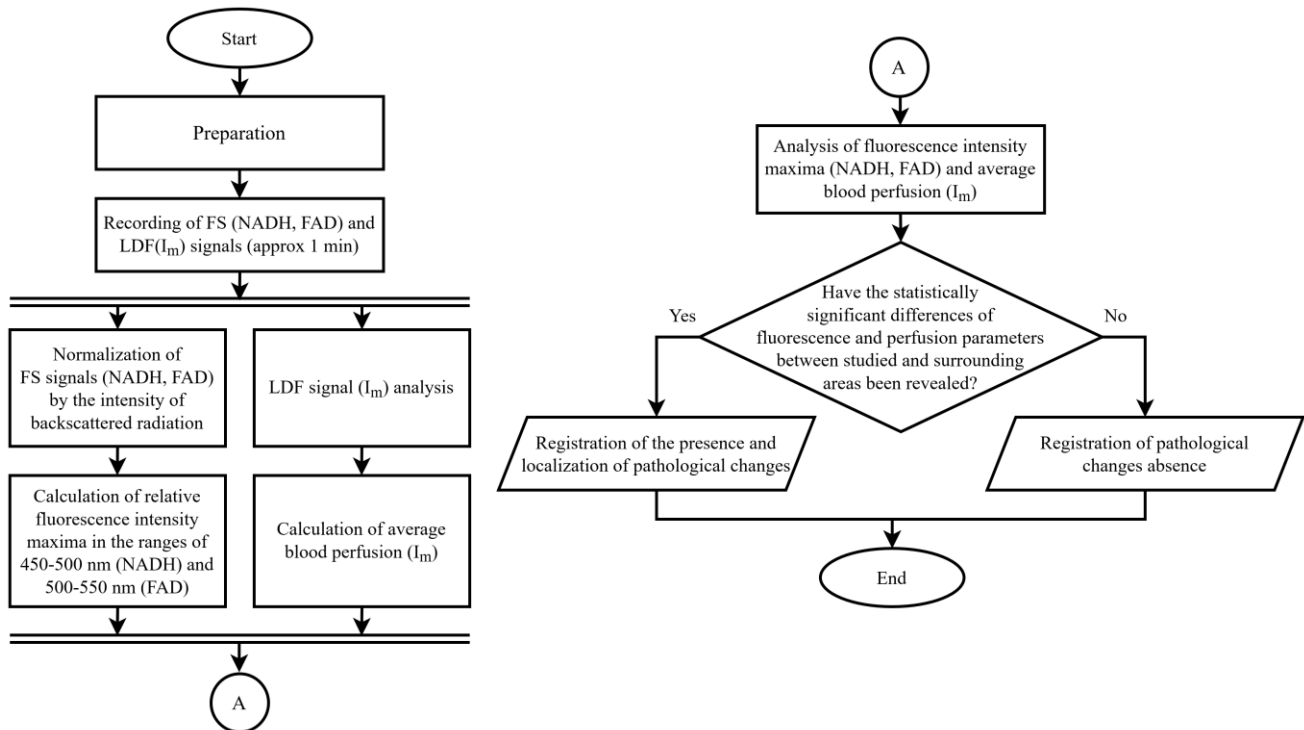 Start
Preparation
Recording of FS (NADH, FAD) and
LDF(Im) signals (approx 1 min)
Normalization of
FS signals (NADH, FAD)
by the intensity of
backscattered radiation
LDF signal (Im) analysis
Calculation of relative
fluorescence intensity
maxima in the ranges of
450-500 nm (NADH) and
500-550 nm (FAD)
Calculation of average
blood perfusion (Im)
A
A
Analysis of fluorescence intensity
maxima (NADH, FAD) and average
blood perfusion (Im)
Have the statistically
significant differences of
fluorescence and perfusion parameters
between studied and surrounding
areas been revealed?
Yes
No
Registration of the presence and
localization of pathological changes
Registration of pathological
changes absence
End